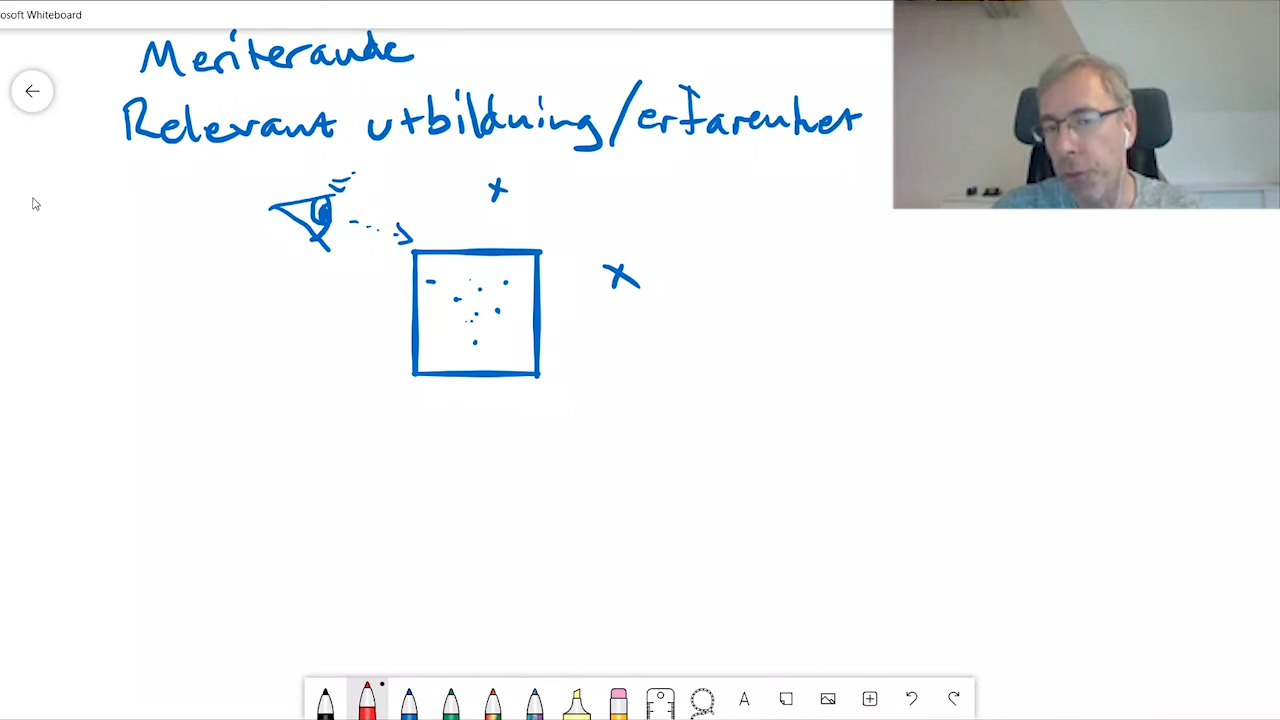 osoft Whiteboard
Meriterande
Relevant utbildning/erfarenhet
x
x
A